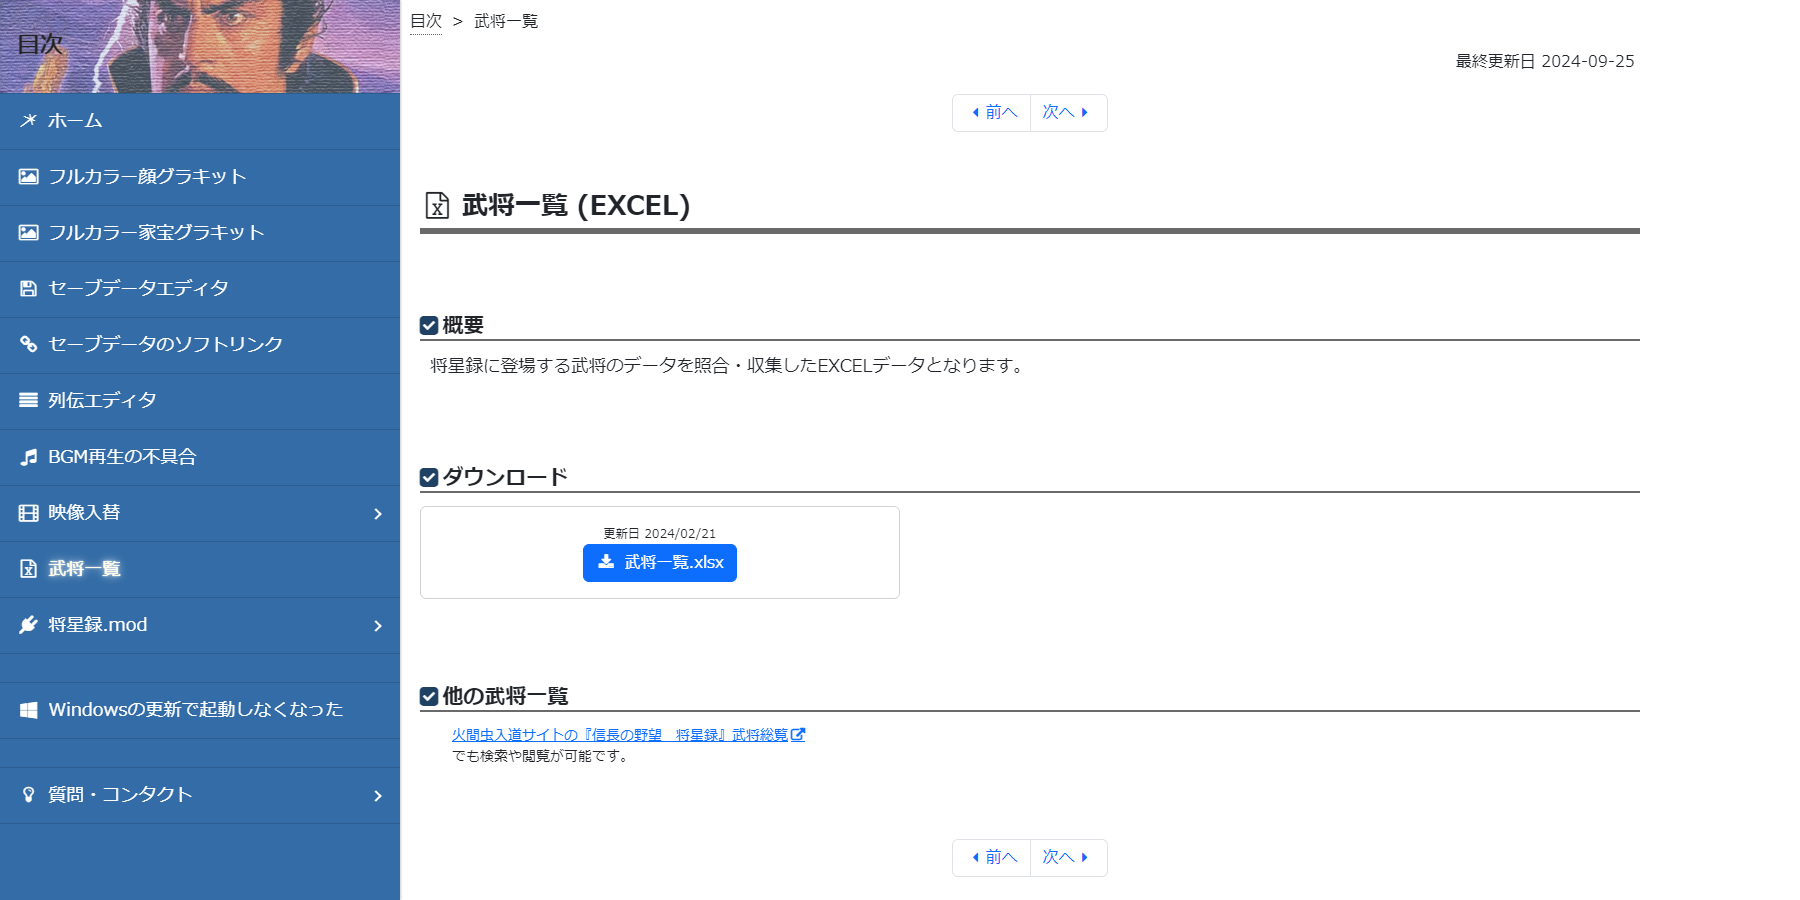 目次
ホーム
フルカラー顔グラキット
フルカラー家宝グラキット
セーブデータエディタ
セーブデータのソフトリンク
列伝エディタ
BGM再生の不具合
映像入替
武将一覧
将星録.mod
Windowsの更新で起動しなくなった
質問・コンタクト
目次 > 武将一覧
最終更新日 2024-09-25
前へ 次へ
武将一覧 (EXCEL)
概要
将星録に登場する武将のデータを照合・収集したEXCELデータとなります。
ダウンロード
更新日 2024/02/21
武将一覧.xlsx
他の武将一覧
火間虫入道サイトの『信長の野望　将星録』武将総覧
でも検索や閲覧が可能です。
前へ 次へ